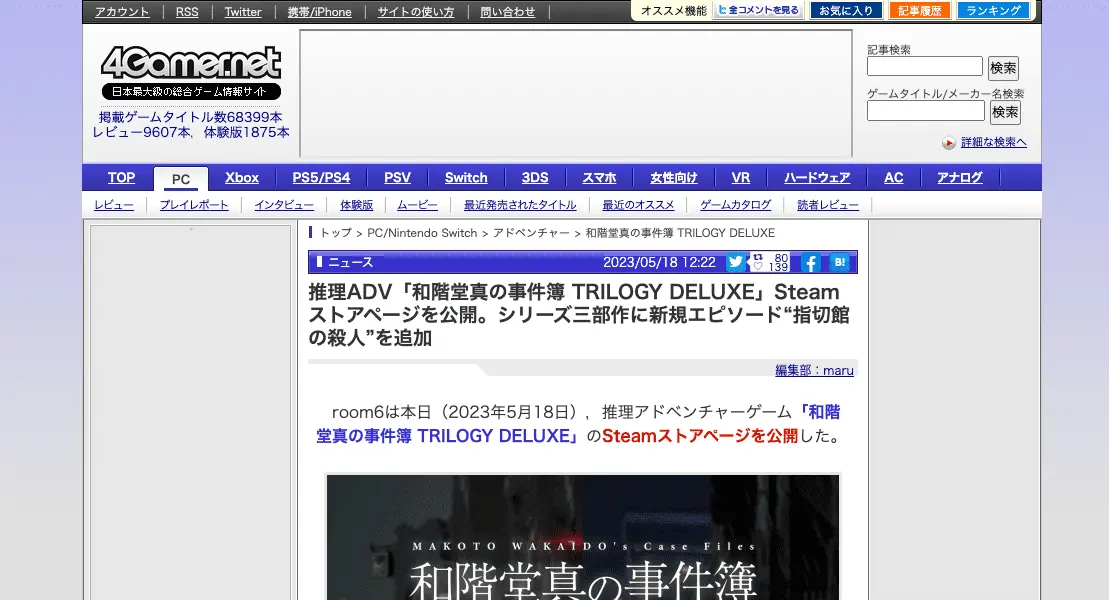 アカウント RSS Twitter 携帯/iPhone サイトの使い方 問い合わせ オススメ機能 全コメントを見る お気に入り 記事履歴 ランキング
4Gamer.net
日本最大級の総合ゲーム情報サイト
掲載ゲームタイトル数68399本
レビュー9607本, 体験版1875本
記事検索
検索
ゲームタイトル/メーカー名検索
検索
詳細な検索へ
TOP PC Xbox PS5/PS4 PSV Switch 3DS スマホ 女性向け VR ハードウェア AC アナログ
レビュー プレイレポート インタビュー 体験版 ムービー 最近発売されたタイトル 最近のオススメ ゲームカタログ 読者レビュー
トップ > PC/Nintendo Switch > アドベンチャー > 和階堂真の事件簿 TRILOGY DELUXE
ニュース 2023/05/18 12:22 80 139 B!
推理ADV「和階堂真の事件簿 TRILOGY DELUXE」Steam
ストアページを公開。シリーズ三部作に新規エピソード“指切館
の殺人”を追加
編集部：maru
room6は本日（2023年5月18日）, 推理アドベンチャーゲーム「和階
堂真の事件簿 TRILOGY DELUXE」のSteamストアページを公開した。
MAKOTO WAKAIDO's Case Files
和階堂真の事件簿